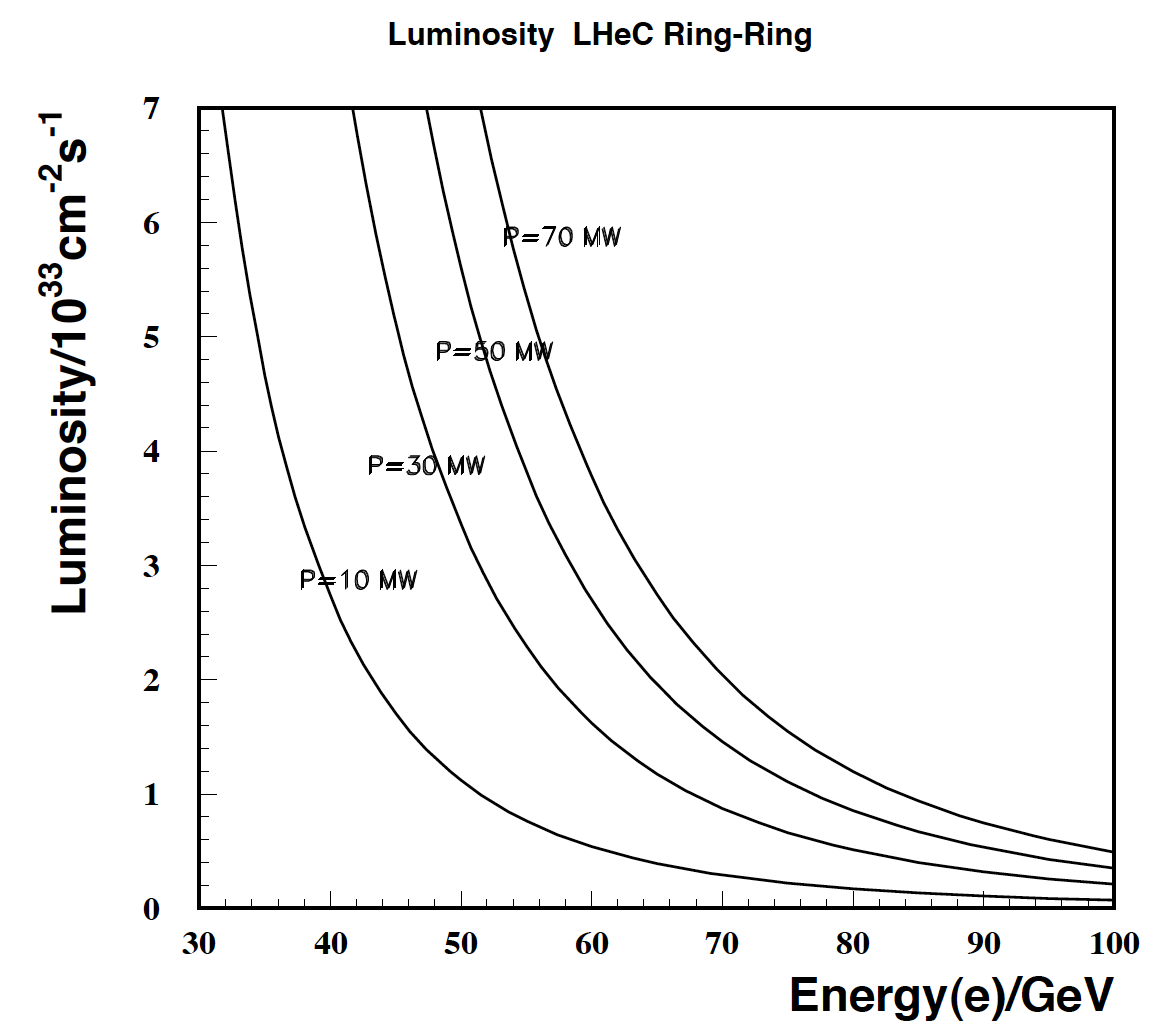 Luminosity LHeC Ring-Ring
Luminosity/10³³cm⁻²s⁻¹
7
6
5
4
3
2
1
0
P=70 MW
P=50 MW
P=30 MW
P=10 MW
30 40 50 60 70 80 90 100
Energy(e)/GeV